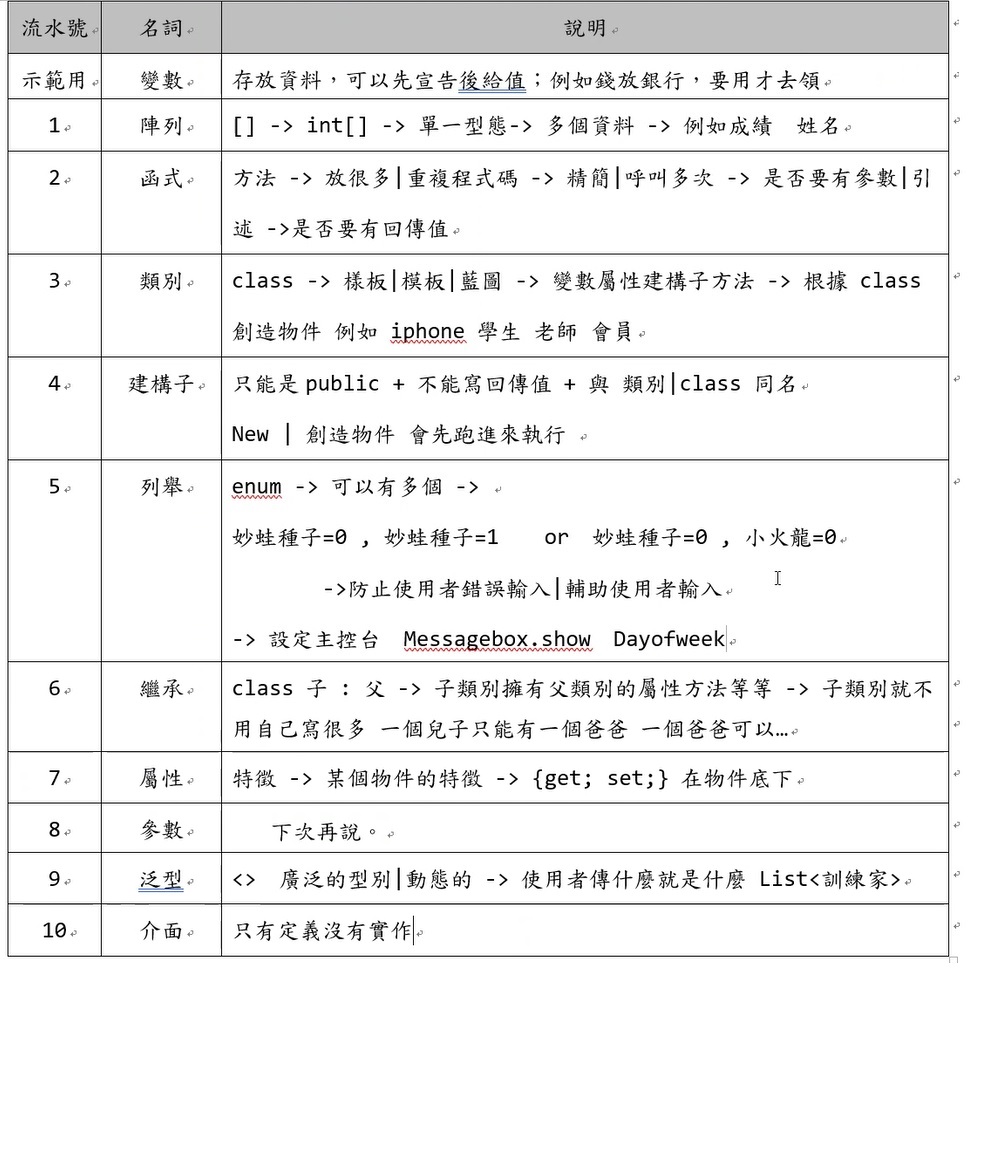 流水號 名詞 說明
示範用 變數 存放資料，可以先宣告後給值；例如錢放銀行，要用才去領
1 陣列 [] -> int[] -> 單一型態-> 多個資料 -> 例如成績 姓名
2 函式 方法 -> 放很多|重複程式碼 -> 精簡|呼叫多次 -> 是否要有參數|引
述 ->是否要有回傳值
3 類別 class -> 樣板|模板|藍圖 -> 變數屬性建構子方法 -> 根據 class
創造物件 例如 iphone 學生 老師 會員
4 建構子 只能是 public + 不能寫回傳值 + 與 類別|class 同名
New | 創造物件 會先跑進來執行
5 列舉 enum -> 可以有多個 ->
妙蛙種子=0 , 妙蛙種子=1 or 妙蛙種子=0 , 小火龍=0
->防止使用者錯誤輸入|輔助使用者輸入
-> 設定主控台 Messagebox.show Dayofweek
6 繼承 class 子 : 父 -> 子類別擁有父類別的屬性方法等等 -> 子類別就不
用自己寫很多 一個兒子只能有一個爸爸 一個爸爸可以…
7 屬性 特徵 -> 某個物件的特徵 -> {get; set;} 在物件底下
8 參數 下次再說。
9 泛型 <> 廣泛的型別|動態的 -> 使用者傳什麼就是什麼 List<訓練家>
10 介面 只有定義沒有實作